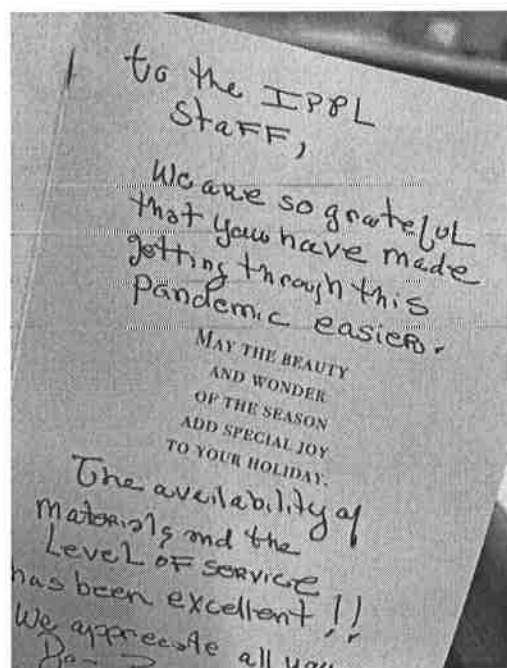 to the IPPL
Staff,
We are so grateful
that you have made
getting through this
pandemic easier.
MAY THE BEAUTY
AND WONDER
OF THE SEASON
ADD SPECIAL JOY
TO YOUR HOLIDAY.
The availability of
materials and the
Level of service
has been excellent!!
We appreciate all you